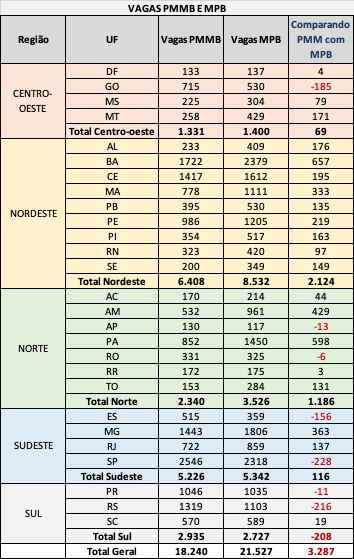 VAGAS PMMB E MPB
Região UF Vagas PMMB Vagas MPB Comparando PMM com MPB
CENTRO-OESTE
DF 133 137 4
GO 715 530 -185
MS 225 304 79
MT 258 429 171
Total Centro-oeste 1.331 1.400 69
NORDESTE
AL 233 409 176
BA 1722 2379 657
CE 1417 1612 195
MA 778 1111 333
PB 395 530 135
PE 986 1205 219
PI 354 517 163
RN 323 420 97
SE 200 349 149
Total Nordeste 6.408 8.532 2.124
NORTE
AC 170 214 44
AM 532 961 429
AP 130 117 -13
PA 852 1450 598
RO 331 325 -6
RR 172 175 3
TO 153 284 131
Total Norte 2.340 3.526 1.186
SUDESTE
ES 515 359 -156
MG 1443 1806 363
RJ 722 859 137
SP 2546 2318 -228
Total Sudeste 5.226 5.342 116
SUL
PR 1046 1035 -11
RS 1319 1103 -216
SC 570 589 19
Total Sul 2.935 2.727 -208
Total Geral 18.240 21.527 3.287